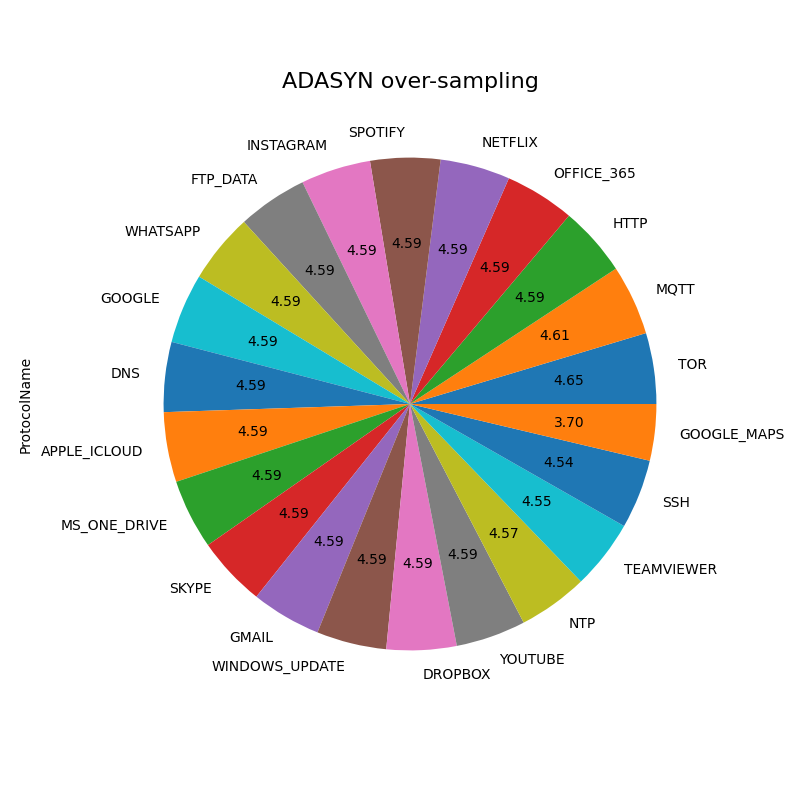 ADASYN over-sampling
SPOTIFY
NETFLIX
INSTAGRAM
OFFICE_365
FTP_DATA
HTTP
WHATSAPP
MQTT
GOOGLE
TOR
DNS
GOOGLE_MAPS
APPLE_ICLOUD
SSH
MS_ONE_DRIVE
TEAMVIEWER
SKYPE
NTP
GMAIL
YOUTUBE
WINDOWS_UPDATE
DROPBOX
ProtocolName
4.59
4.59
4.59
4.59
4.59
4.59
4.59
4.61
4.59
4.65
4.59
3.70
4.59
4.54
4.59
4.55
4.59
4.57
4.59
4.59
4.59
4.59